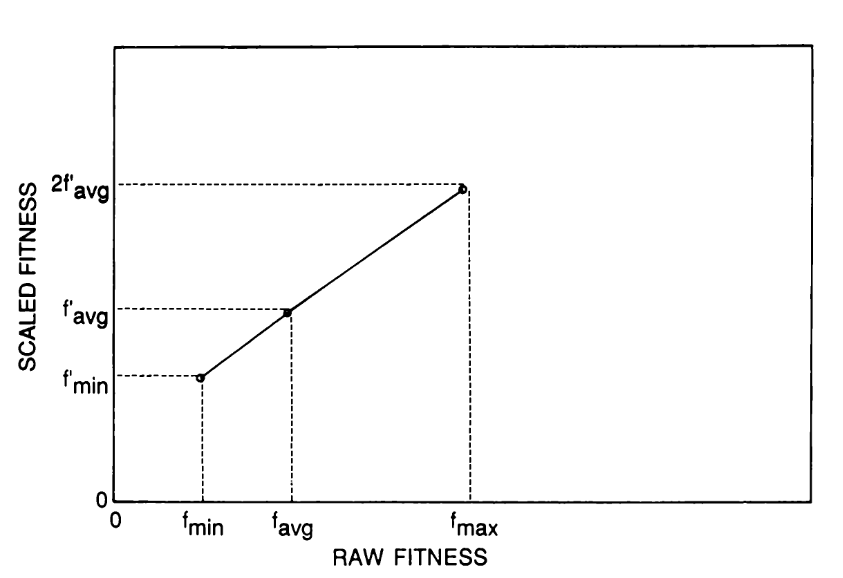 SCALED FITNESS
2f'avg
f'avg
f'min
0
0 fmin favg fmax
RAW FITNESS